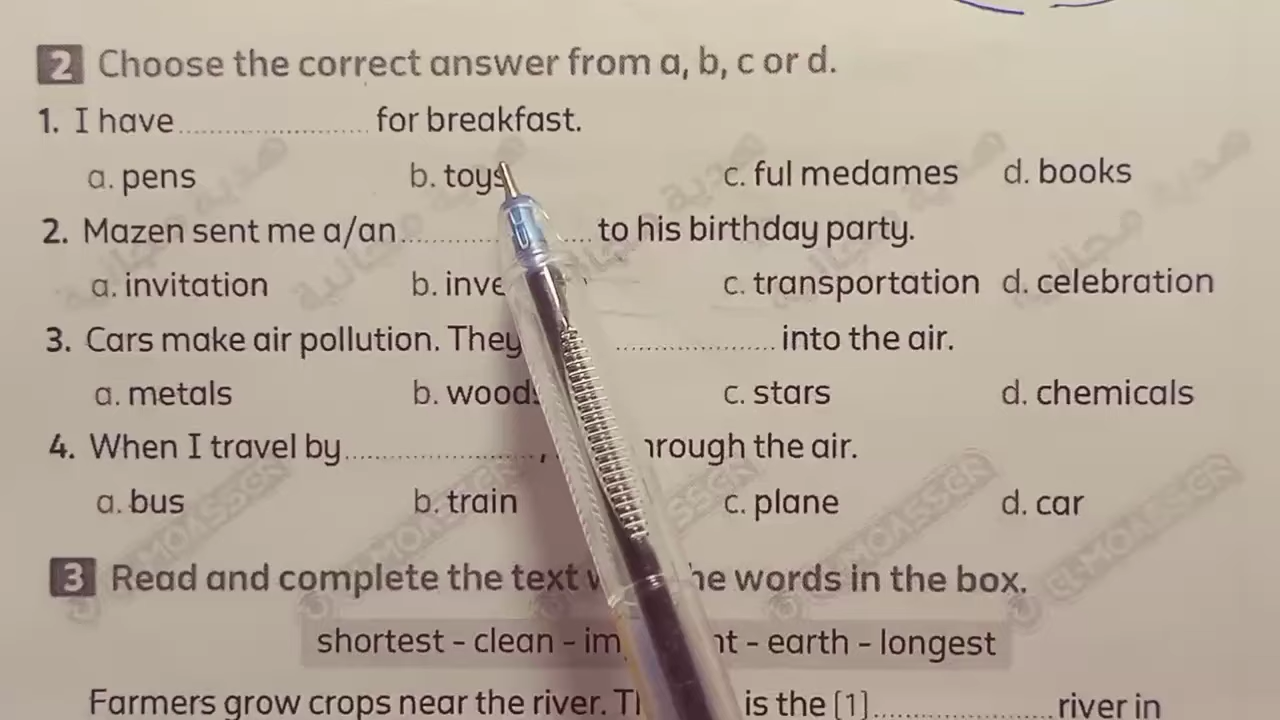 2 Choose the correct answer from a, b, c or d.
1. I have ........................ for breakfast.
a. pens b. toys c. ful medames d. books
2. Mazen sent me a/an ........................ to his birthday party.
a. invitation b. c. transportation d. celebration
3. Cars make air pollution. They ........................ into the air.
a. metals b. woods c. stars d. chemicals
4. When I travel by ........................, through the air.
a. bus b. train c. plane d. car
3 Read and complete the text the words in the box.
shortest - clean - - earth - longest
Farmers grow crops near the river. is the [1] ........................ river in